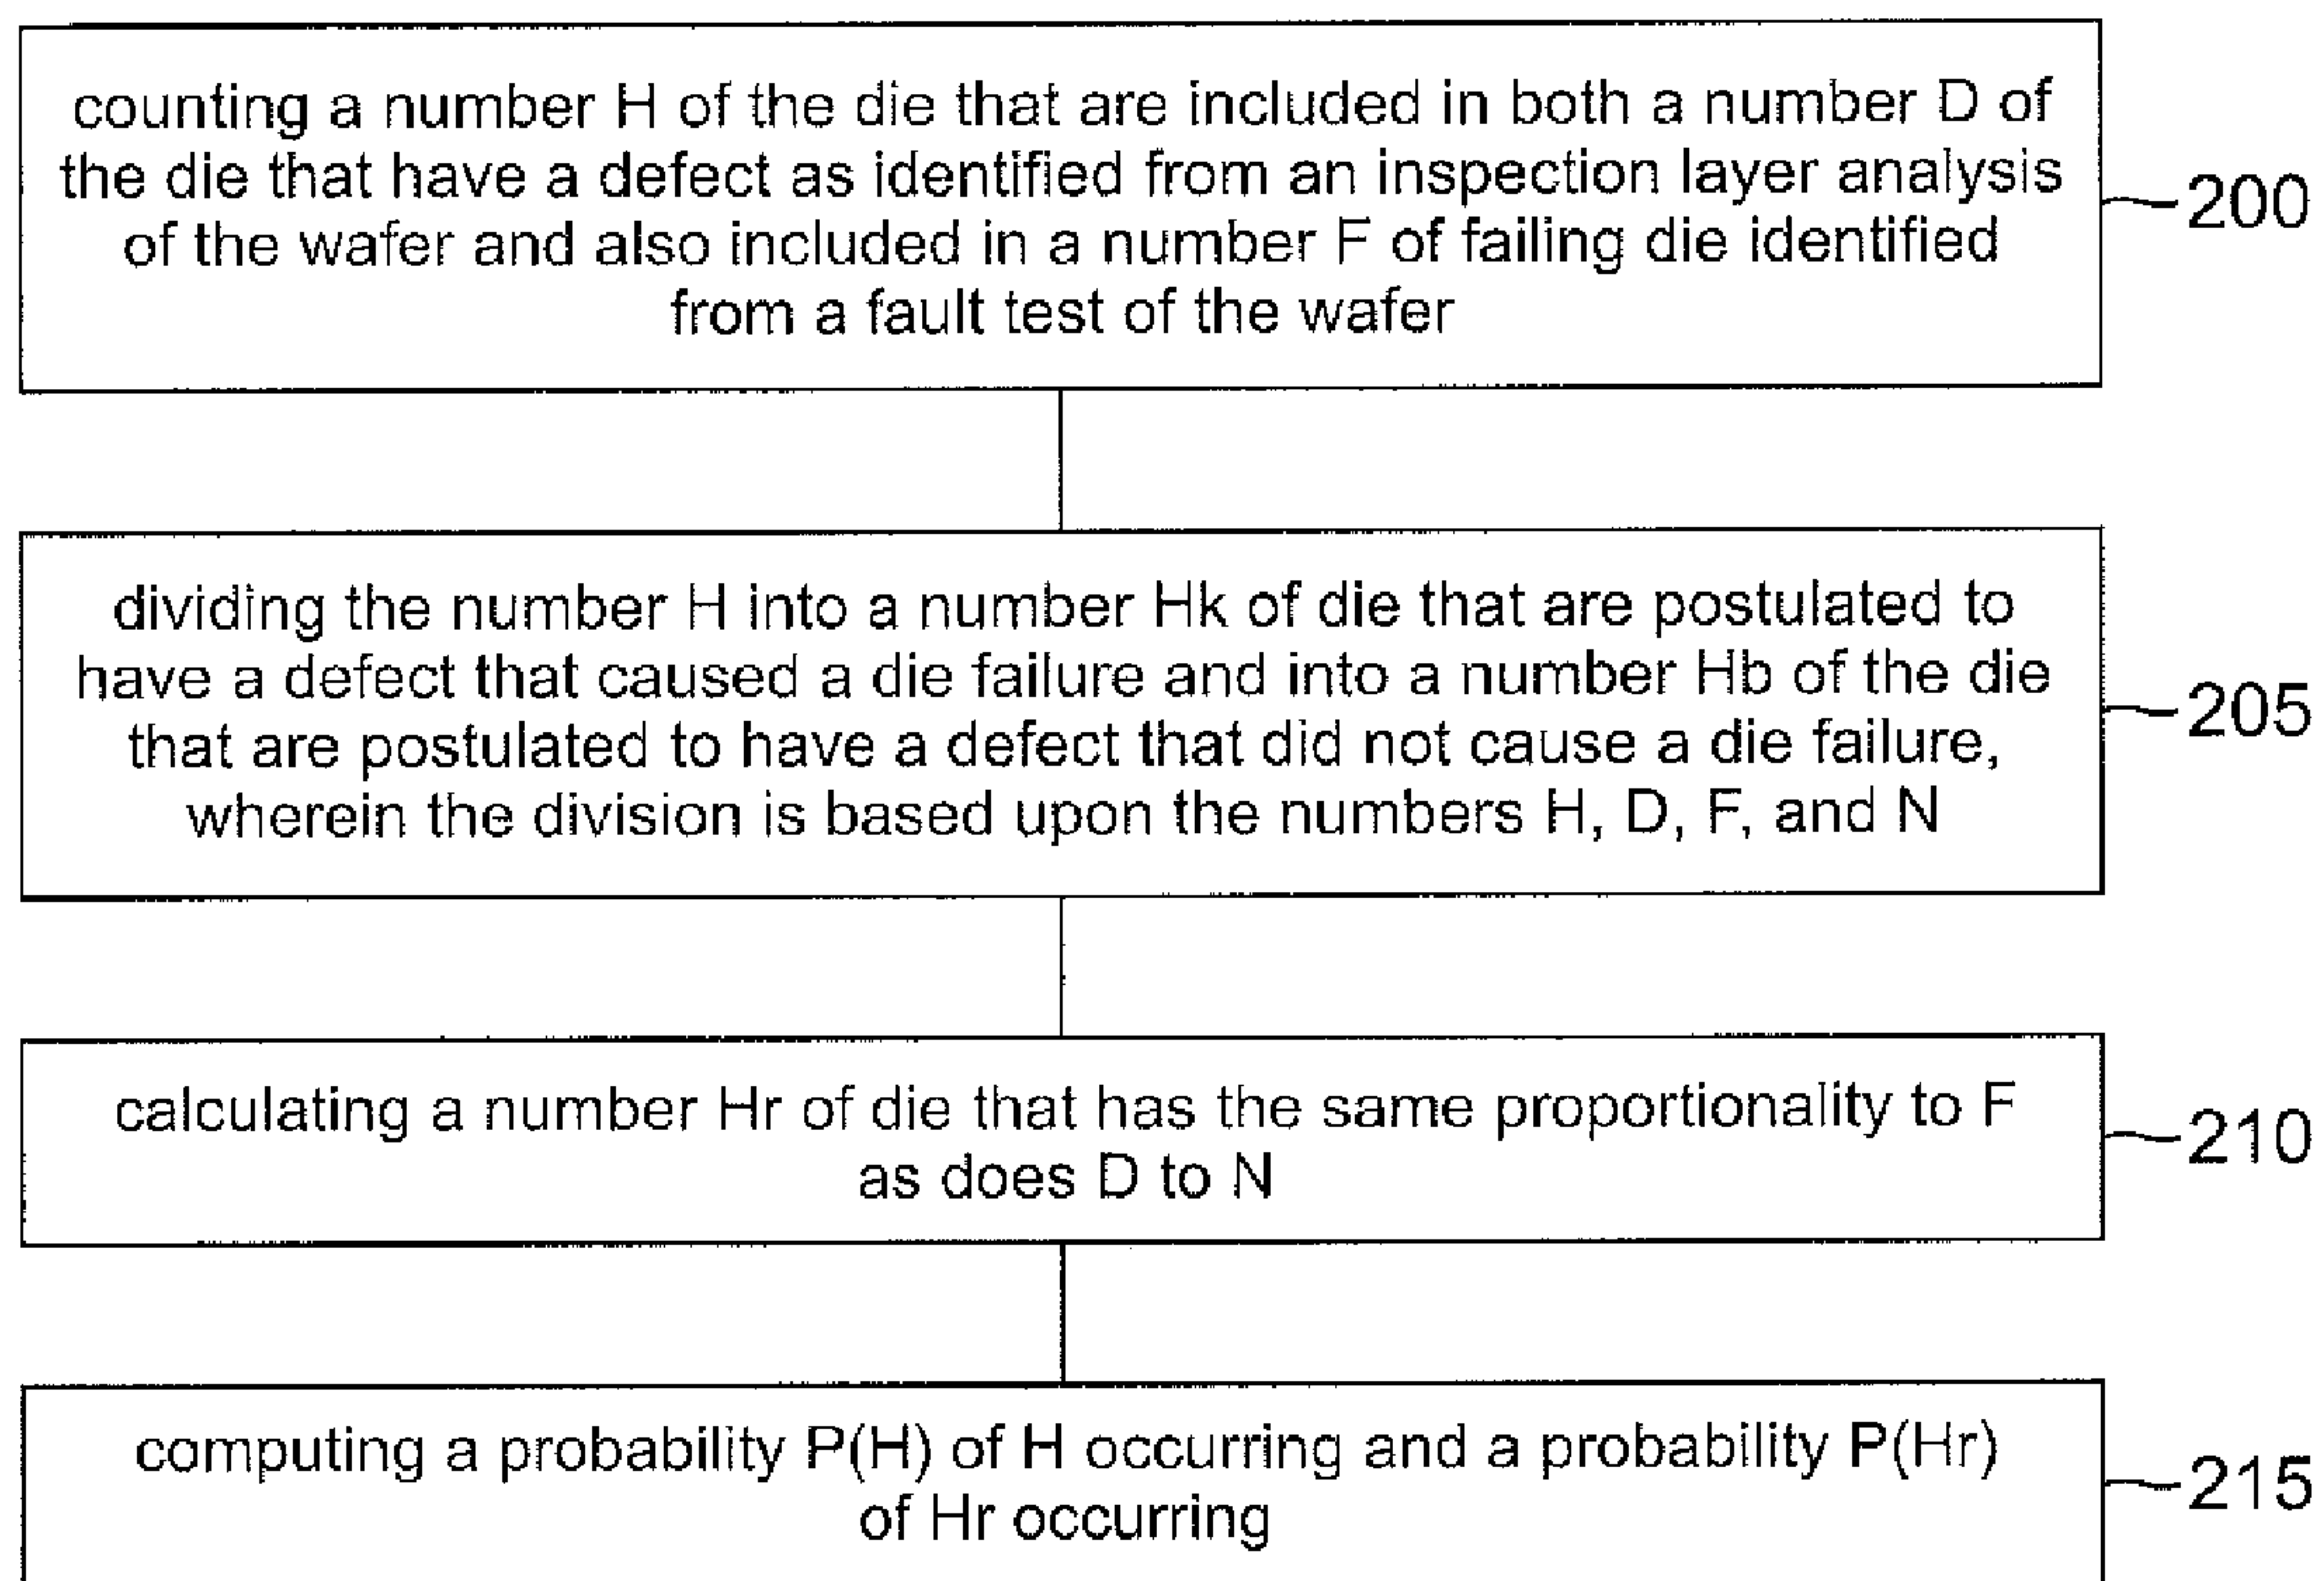 counting a number H of the die that are included in both a number D of
the die that have a defect as identified from an inspection layer analysis
of the wafer and also included in a number F of failing die identified
from a fault test of the wafer
200
dividing the number H into a number Hk of die that are postulated to
have a defect that caused a die failure and into a number Hb of the die
that are postulated to have a defect that did not cause a die failure,
wherein the division is based upon the numbers H, D, F, and N
205
calculating a number Hr of die that has the same proportionality to F
as does D to N
210
computing a probability P(H) of H occurring and a probability P(Hr)
of Hr occurring
215